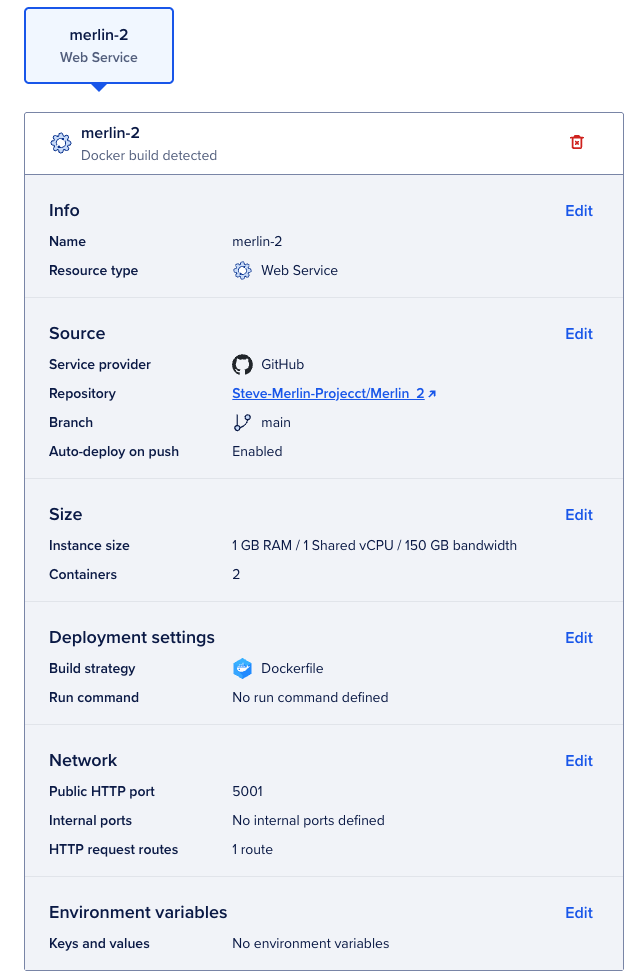 merlin-2
Web Service
merlin-2
Docker build detected
Info Edit
Name merlin-2
Resource type Web Service
Source Edit
Service provider GitHub
Repository Steve-Merlin-Projecct/Merlin_2
Branch main
Auto-deploy on push Enabled
Size Edit
Instance size 1 GB RAM / 1 Shared vCPU / 150 GB bandwidth
Containers 2
Deployment settings Edit
Build strategy Dockerfile
Run command No run command defined
Network Edit
Public HTTP port 5001
Internal ports No internal ports defined
HTTP request routes 1 route
Environment variables Edit
Keys and values No environment variables